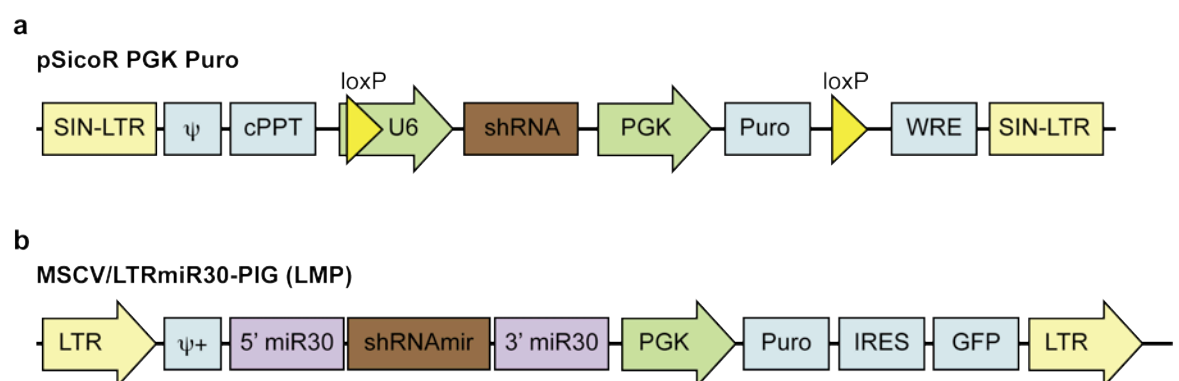 a
pSicoR PGK Puro
loxP loxP
SIN-LTR ψ cPPT U6 shRNA PGK Puro WRE SIN-LTR
b
MSCV/LTRmiR30-PIG (LMP)
LTR ψ+ 5’ miR30 shRNAmir 3’ miR30 PGK Puro IRES GFP LTR